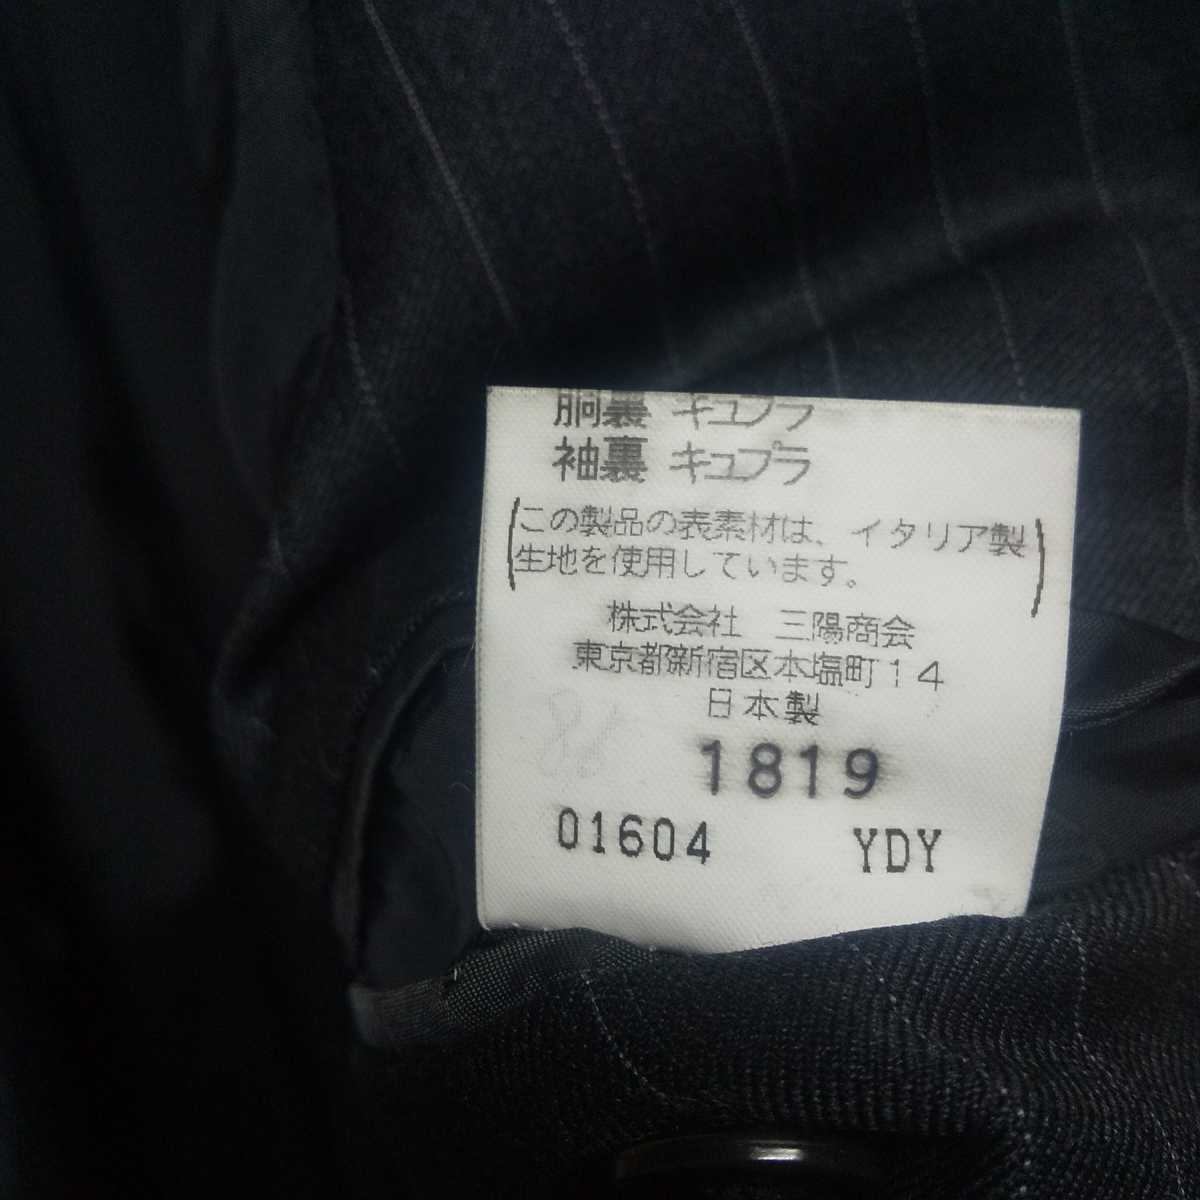 胴裏 キュプラ
袖裏 キュプラ
(この製品の表素材は、イタリア製
生地を使用しています。)
株式会社 三陽商会
東京都新宿区本塩町14
日本製
1819
01604 YDY